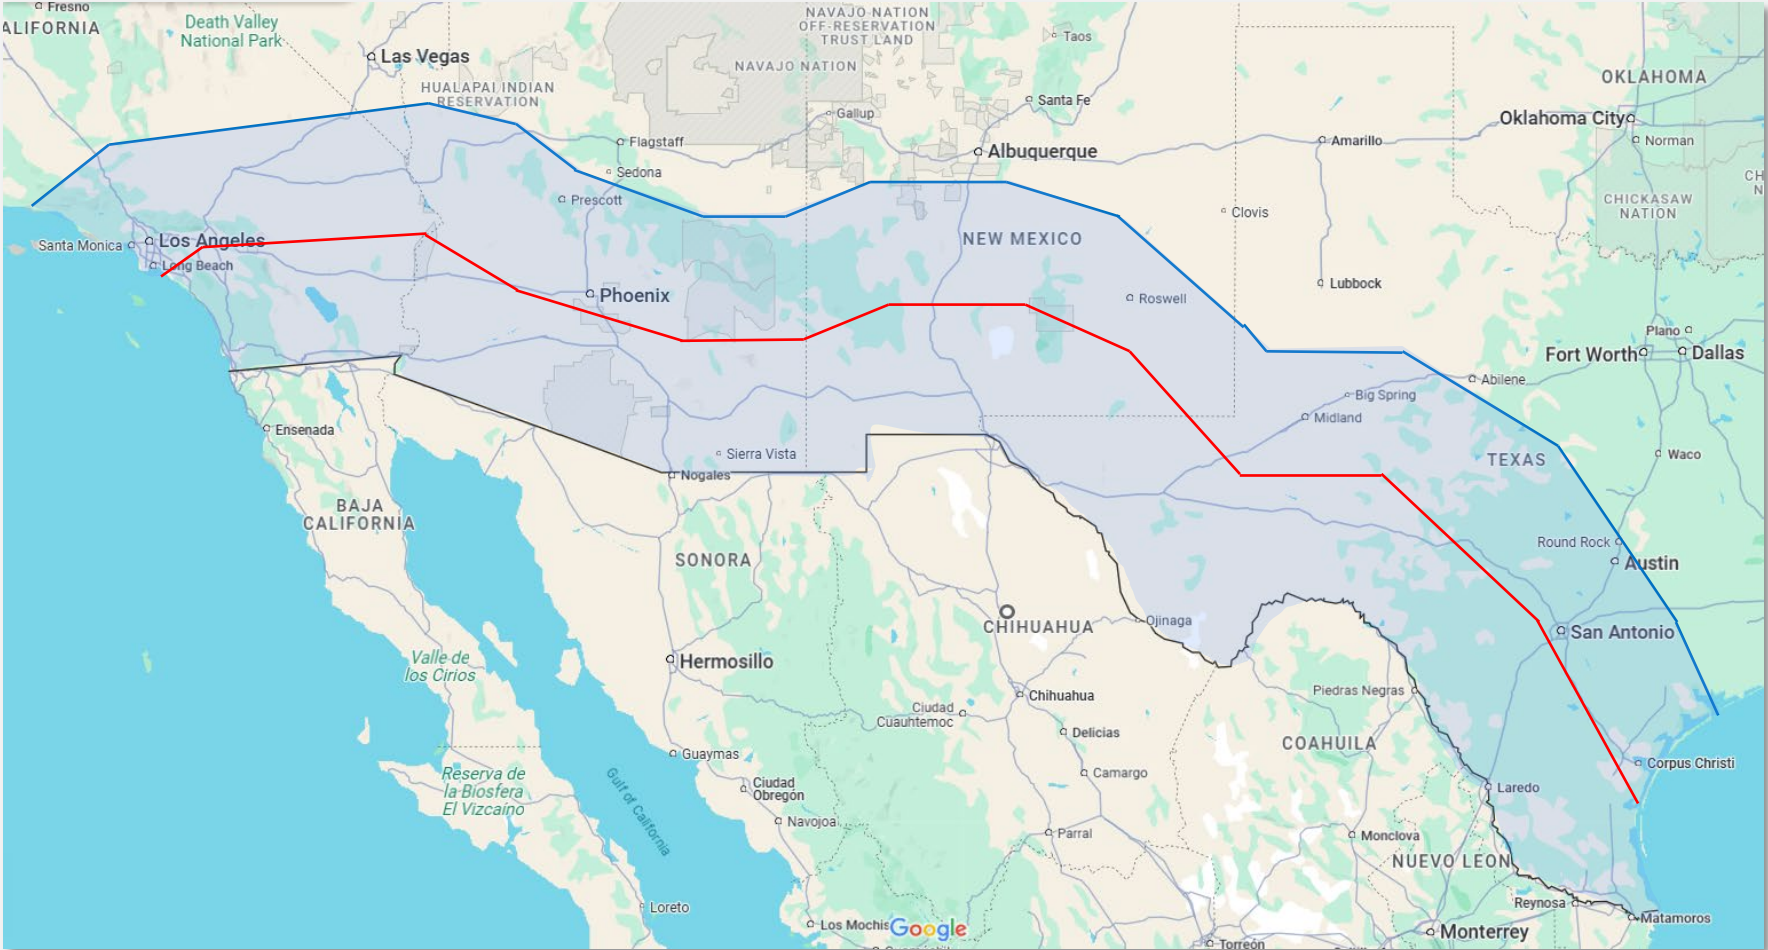 Fresno
ALIFORNIA
Death Valley
National Park
Las Vegas
HUALAPAI INDIAN
RESERVATION
NAVAJO NATION
OFF-RESERVATION
TRUST LAND
NAVAJO NATION
Taos
Santa Fe
Gallup
Flagstaff
Sedona
Prescott
Albuquerque
Amarillo
OKLAHOMA
Oklahoma City
Norman
CHICKASAW
NATION
CH
N
Clovis
Santa Monica
Los Angeles
Long Beach
Phoenix
NEW MEXICO
Roswell
Lubbock
Plano
Fort Worth
Dallas
Abilene
Big Spring
Midland
Ensenada
Sierra Vista
Nogales
TEXAS
Waco
BAJA
CALIFORNIA
SONORA
Round Rock
Austin
CHIHUAHUA
Ojinaga
San Antonio
Valle de
los Cirios
Hermosillo
Chihuahua
Piedras Negras
Ciudad
Cuauhtemoc
Delicias
COAHUILA
Guaymas
Camargo
Corpus Christi
Reserva de
la Biosfera
El Vizcaino
Gulf of California
Ciudad
Obregón
Laredo
Navojoa
Parral
Monclova
NUEVO LEON
Loreto
Los Mochis
Google
Reynosa
Matamoros
Monterrey
Torreón